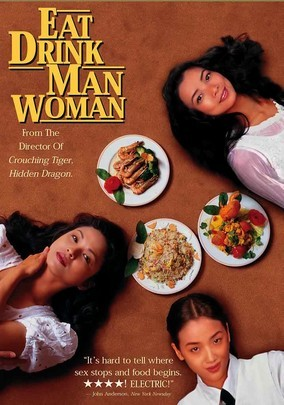 EAT
DRINK
MAN
WOMAN
From The
Director Of
Crouching Tiger,
Hidden Dragon.
"It's hard to tell where
sex stops and food begins.
★★★★! ELECTRIC!"
John Anderson, New York Newsday